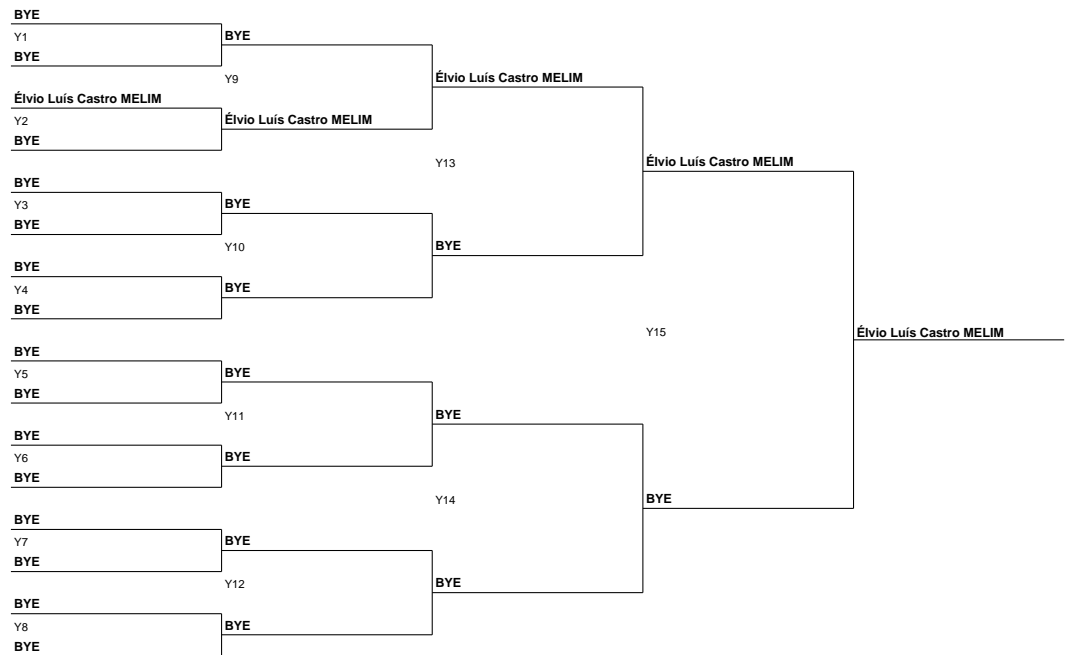 BYE
Y1
BYE
BYE
Y9
Élvio Luís Castro MELIM
Élvio Luís Castro MELIM
Y2
Élvio Luís Castro MELIM
BYE
Y13
Élvio Luís Castro MELIM
BYE
Y3
BYE
BYE
Y10
BYE
BYE
Y4
BYE
BYE
Y15
Élvio Luís Castro MELIM
BYE
Y5
BYE
BYE
Y11
BYE
BYE
Y6
BYE
BYE
Y14
BYE
BYE
Y7
BYE
BYE
Y12
BYE
BYE
Y8
BYE
BYE